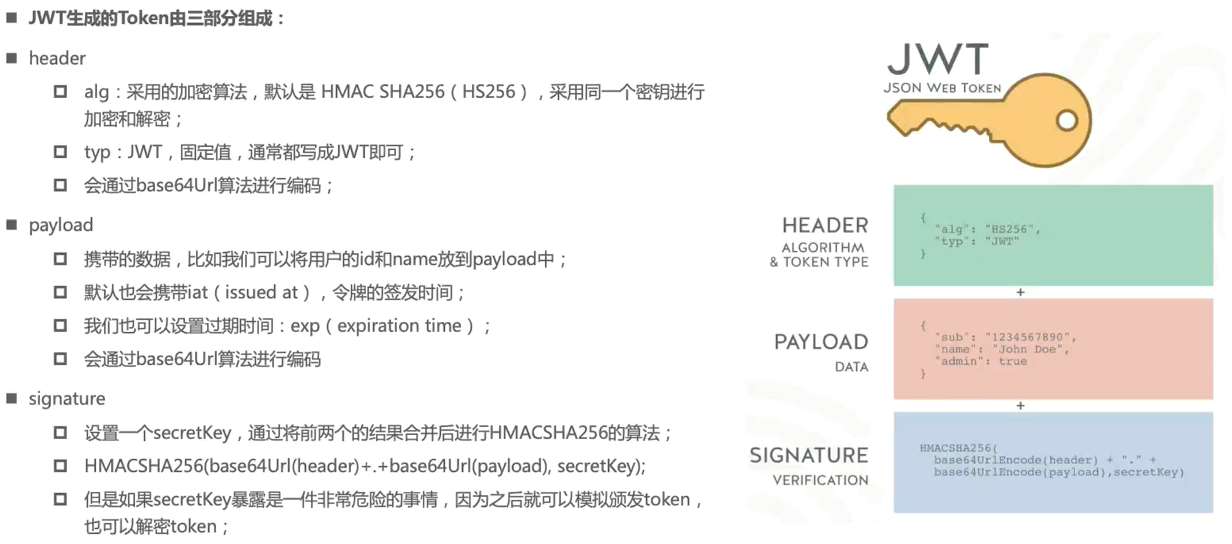 JWT生成的Token由三部分组成：
header
alg：采用的加密算法，默认是 HMAC SHA256（HS256），采用同一个密钥进行
加密和解密；
typ：JWT，固定值，通常都写成JWT即可；
会通过base64Url算法进行编码；
payload
携带的数据，比如我们可以将用户的id和name放到payload中；
默认也会携带iat（issued at），令牌的签发时间；
我们也可以设置过期时间：exp（expiration time）；
会通过base64Url算法进行编码
signature
设置一个secretKey，通过将前两个的结果合并后进行HMACSHA256的算法；
HMACSHA256(base64Url(header)+.+base64Url(payload), secretKey);
但是如果secretKey暴露是一件非常危险的事情，因为之后就可以模拟颁发token，
也可以解密token；
JWT
JSON WEB TOKEN
HEADER
ALGORITHM
& TOKEN TYPE
{
"alg": "HS256",
"typ": "JWT"
}
+
PAYLOAD
DATA
{
"sub": "1234567890",
"name": "John Doe",
"admin": true
}
+
SIGNATURE
VERIFICATION
HMACSHA256(
base64UrlEncode(header) + "." +
base64UrlEncode(payload),secretKey)